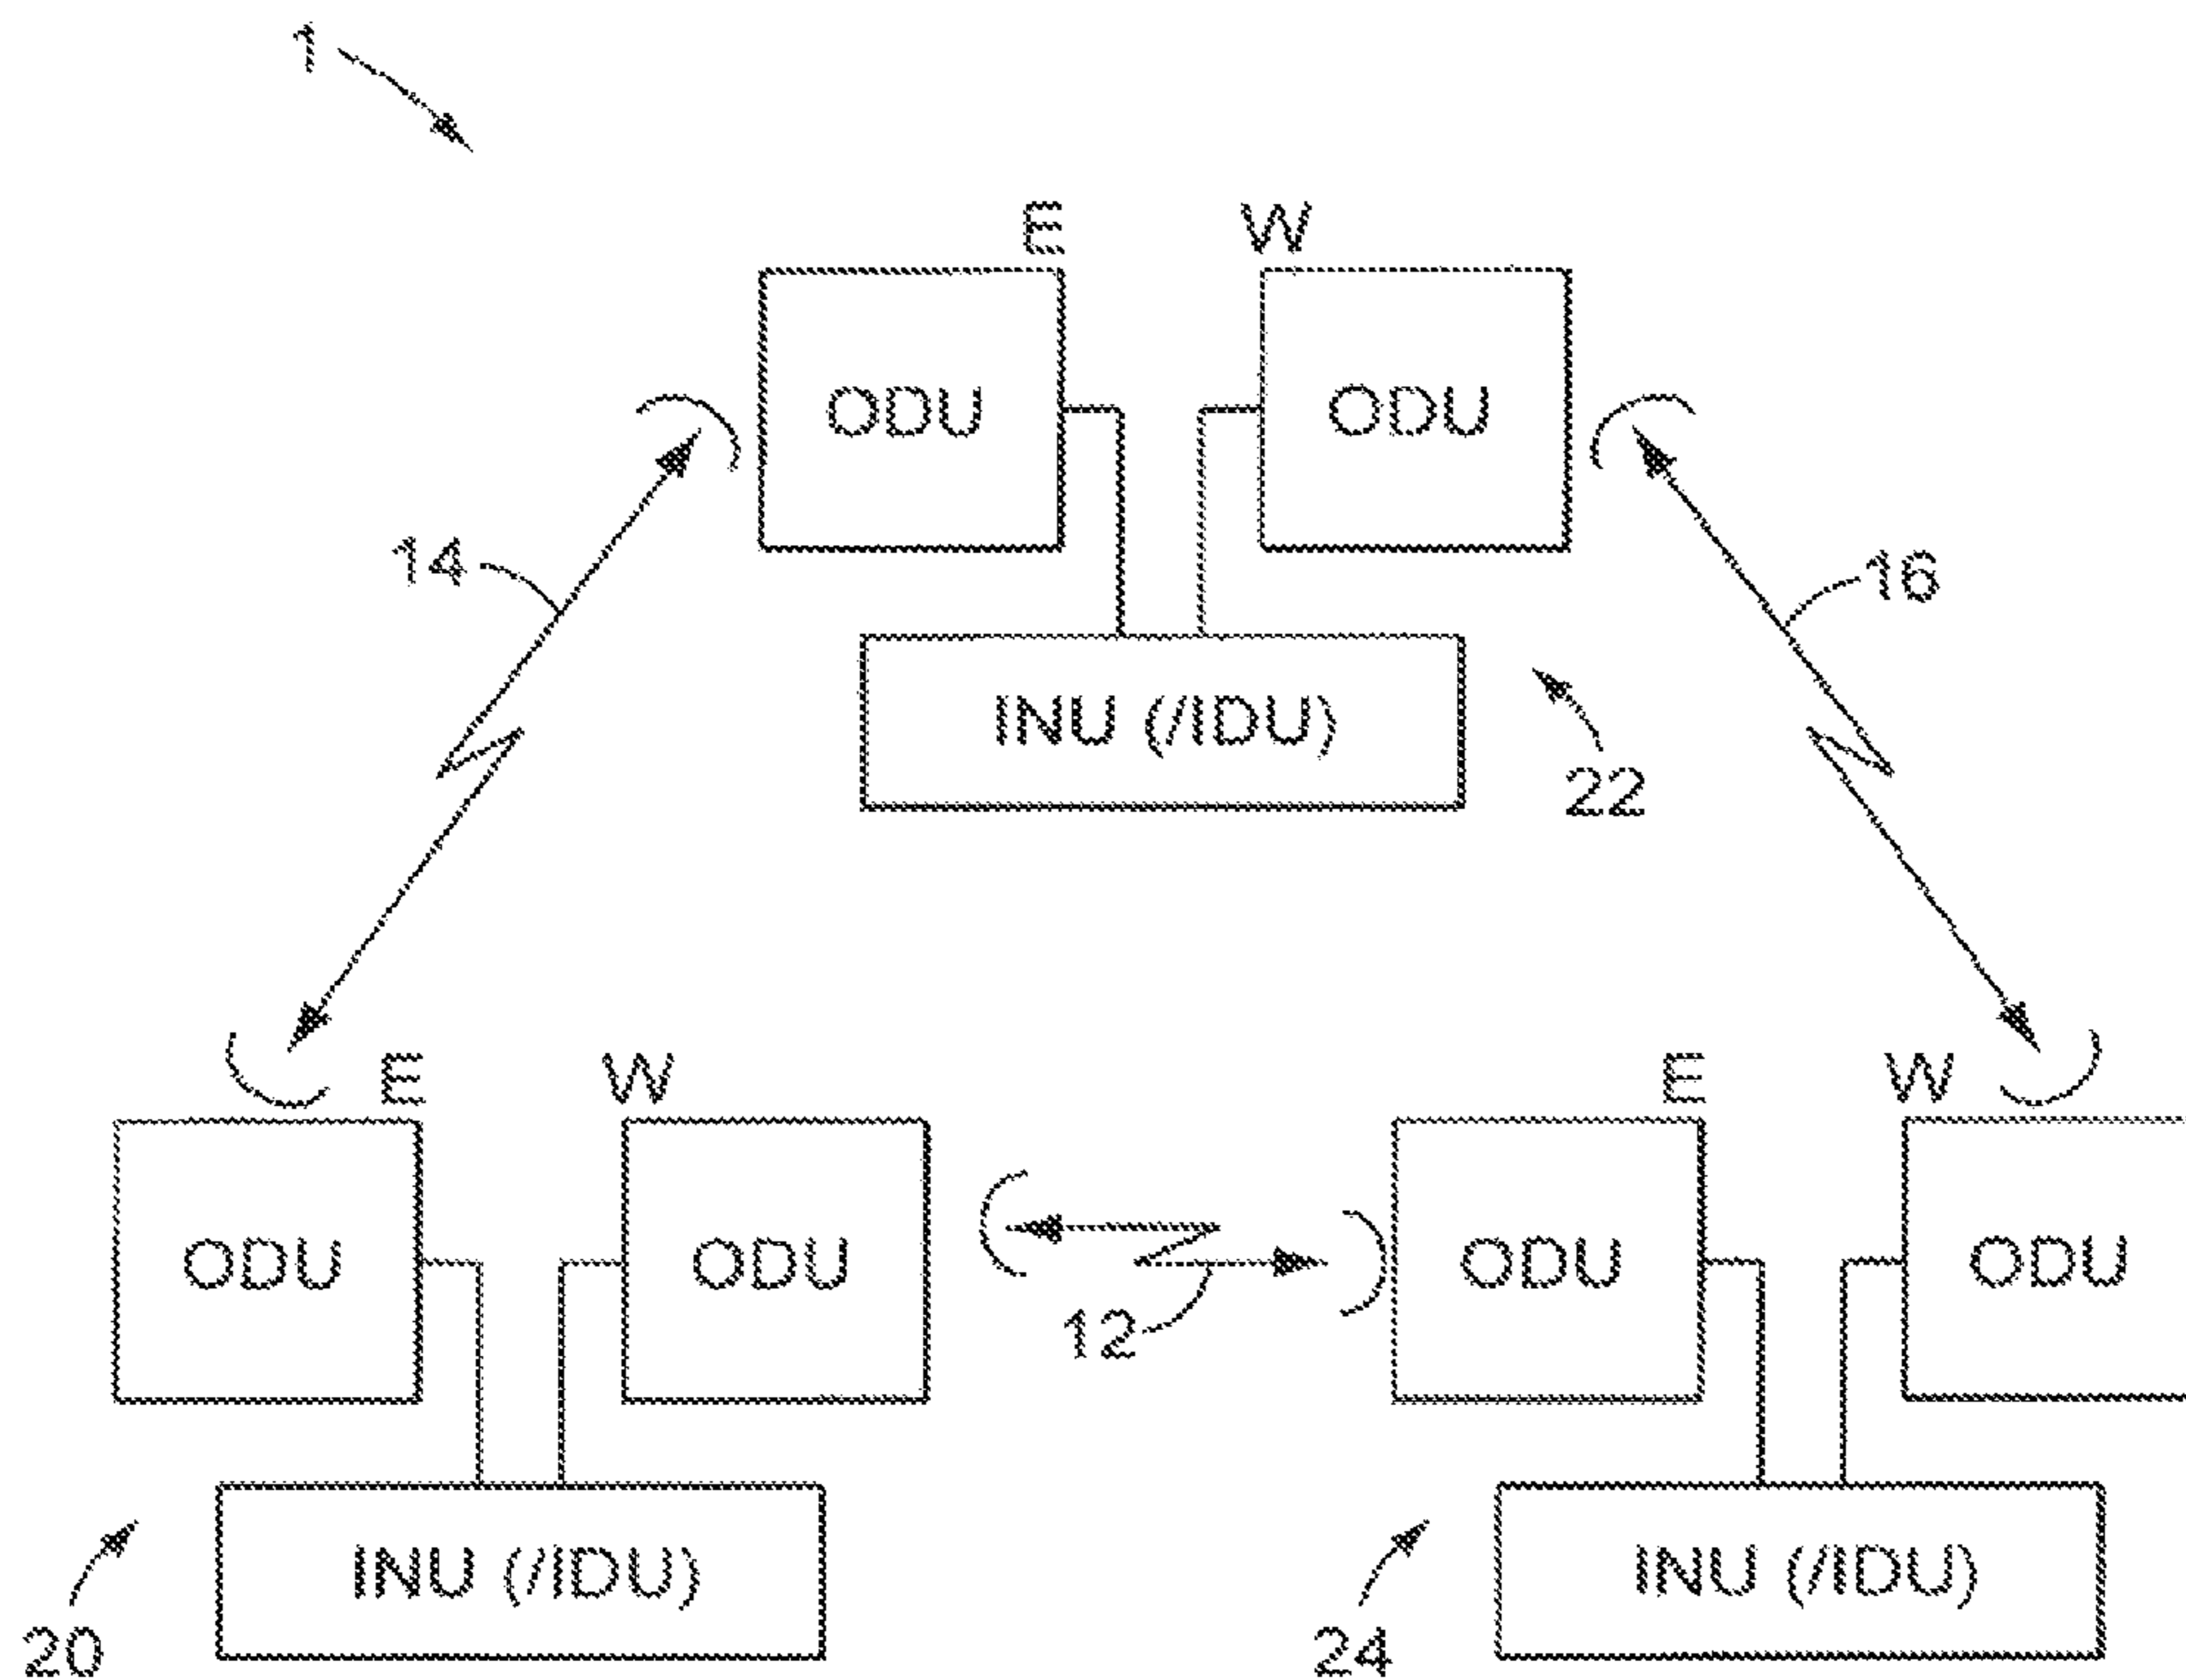 1
E W
ODU ODU
14 16
INU (/IDU)
22
E W E W
ODU ODU ODU ODU
12
INU (/IDU) INU (/IDU)
20 24